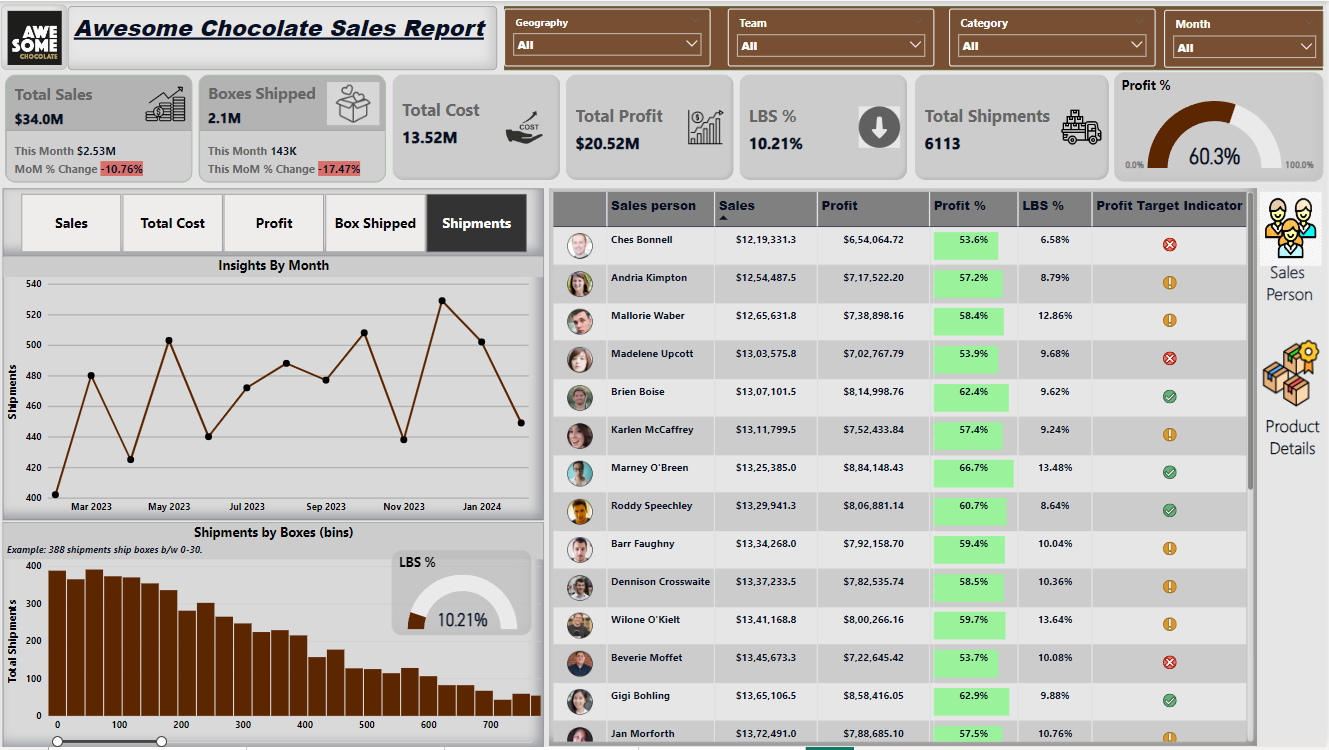 AWE
SOME
CHOCOLATE
Awesome Chocolate Sales Report
Geography
All
Team
All
Category
All
Month
All
Total Sales
$34.0M
This Month $2.53M
MoM % Change -10.76%
Boxes Shipped
2.1M
This Month 143K
This MoM % Change -17.47%
Total Cost
13.52M
COST
Total Profit
$20.52M
LBS %
10.21%
Total Shipments
6113
Profit %
60.3%
0.0%
100.0%
Sales
Total Cost
Profit
Box Shipped
Shipments
Insights By Month
Shipments
540
520
500
480
460
440
420
400
Mar 2023
May 2023
Jul 2023
Sep 2023
Nov 2023
Jan 2024
Shipments by Boxes (bins)
Example: 388 shipments ship boxes b/w 0-30.
Total Shipments
400
300
200
100
0
0
100
200
300
400
500
600
700
LBS %
10.21%
Sales person Sales Profit Profit % LBS % Profit Target Indicator
Ches Bonnell $12,19,331.3 $6,54,064.72 53.6% 6.58%
Andria Kimpton $12,54,487.5 $7,17,522.20 57.2% 8.79%
Mallorie Waber $12,65,631.8 $7,38,898.16 58.4% 12.86%
Madelene Upcott $13,03,575.8 $7,02,767.79 53.9% 9.68%
Brien Boise $13,07,101.5 $8,14,998.76 62.4% 9.62%
Karlen McCaffrey $13,11,799.5 $7,52,433.84 57.4% 9.24%
Marney O'Breen $13,25,385.0 $8,84,148.43 66.7% 13.48%
Roddy Speechley $13,29,941.3 $8,06,881.14 60.7% 8.64%
Barr Faughny $13,34,268.0 $7,92,158.70 59.4% 10.04%
Dennison Crosswaite $13,37,233.5 $7,82,535.74 58.5% 10.36%
Wilone O'Kielt $13,41,168.8 $8,00,266.16 59.7% 13.64%
Beverie Moffet $13,45,673.3 $7,22,645.42 53.7% 10.08%
Gigi Bohling $13,65,106.5 $8,58,416.05 62.9% 9.88%
Jan Morforth $13,72,491.0 $7,88,685.10 57.5% 10.76%
Sales
Person
Product
Details